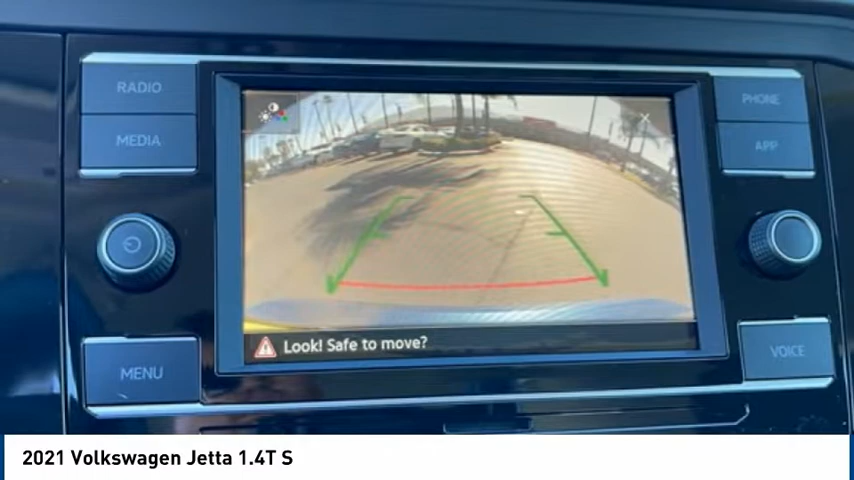 RADIO
PHONE
MEDIA
APP
Look! Safe to move?
MENU
VOICE
2021 Volkswagen Jetta 1.4T S